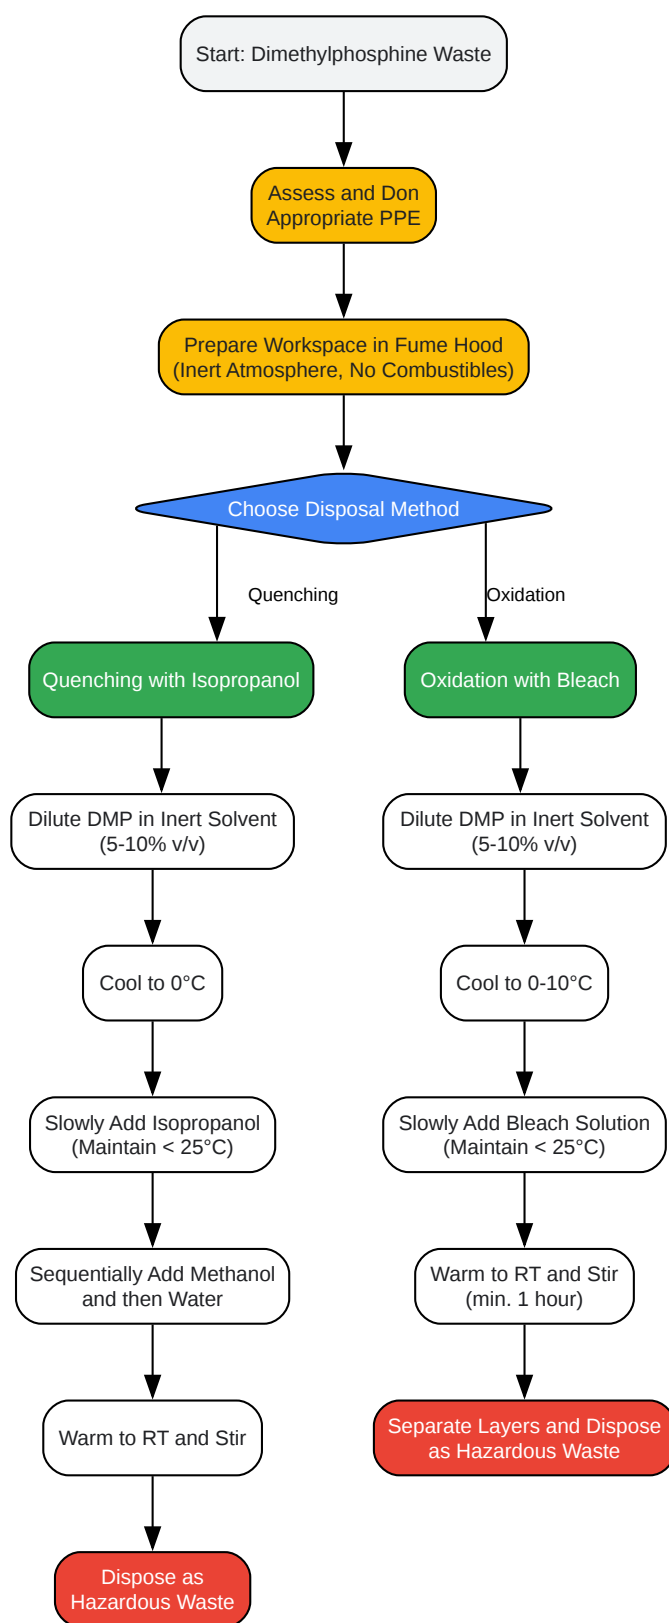 Start: Dimethylphosphine Waste
Assess and Don
Appropriate PPE
Prepare Workspace in Fume Hood
(Inert Atmosphere, No Combustibles)
Choose Disposal Method
Quenching
Oxidation
Quenching with Isopropanol
Oxidation with Bleach
Dilute DMP in Inert Solvent
(5-10% v/v)
Dilute DMP in Inert Solvent
(5-10% v/v)
Cool to 0°C
Cool to 0-10°C
Slowly Add Isopropanol
(Maintain < 25°C)
Slowly Add Bleach Solution
(Maintain < 25°C)
Sequentially Add Methanol
and then Water
Warm to RT and Stir
(min. 1 hour)
Warm to RT and Stir
Separate Layers and Dispose
as Hazardous Waste
Dispose as
Hazardous Waste